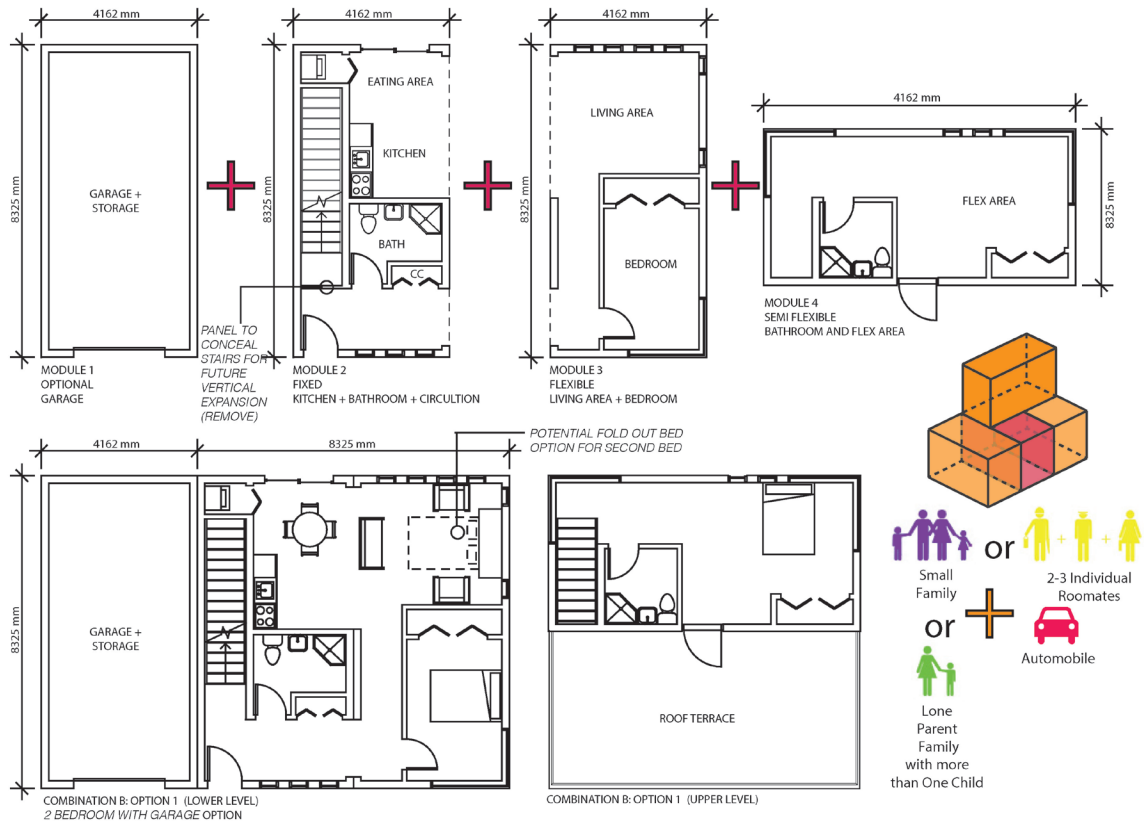 4162 mm
4162 mm
4162 mm
8325 mm
GARAGE +
STORAGE
MODULE 1
OPTIONAL
GARAGE
8325 mm
EATING AREA
KITCHEN
BATH
CC
PANEL TO
CONCEAL
STAIRS FOR
FUTURE
VERTICAL
EXPANSION
(REMOVE)
MODULE 2
FIXED
KITCHEN + BATHROOM + CIRCULTION
8325 mm
LIVING AREA
BEDROOM
MODULE 3
FLEXIBLE
LIVING AREA + BEDROOM
4162 mm
FLEX AREA
8325 mm
MODULE 4
SEMI FLEXIBLE
BATHROOM AND FLEX AREA
4162 mm
8325 mm
POTENTIAL FOLD OUT BED
OPTION FOR SECOND BED
8325 mm
GARAGE +
STORAGE
COMBINATION B: OPTION 1 (LOWER LEVEL)
2 BEDROOM WITH GARAGE OPTION
ROOF TERRACE
COMBINATION B: OPTION 1 (UPPER LEVEL)
Small
Family
or
2-3 Individual
Roomates
or
Automobile
Lone
Parent
Family
with more
than One Child